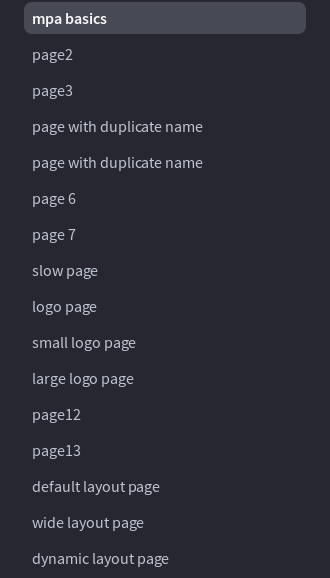 mpa basics
page2
page3
page with duplicate name
page with duplicate name
page 6
page 7
slow page
logo page
small logo page
large logo page
page12
page13
default layout page
wide layout page
dynamic layout page